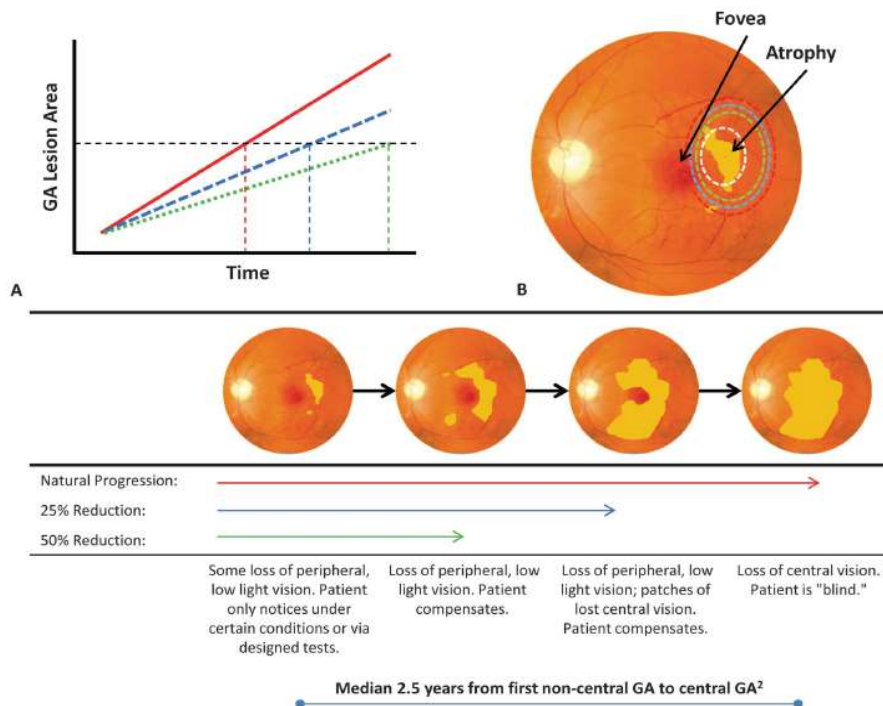 Fovea
Atrophy
GA Lesion Area
Time
A
B
Natural Progression:
25% Reduction:
50% Reduction:
Some loss of peripheral,
low light vision. Patient
only notices under
certain conditions or via
designed tests.
Loss of peripheral, low
light vision. Patient
compensates.
Loss of peripheral, low
light vision; patches of
lost central vision.
Patient compensates.
Loss of central vision.
Patient is "blind."
Median 2.5 years from first non-central GA to central GA²